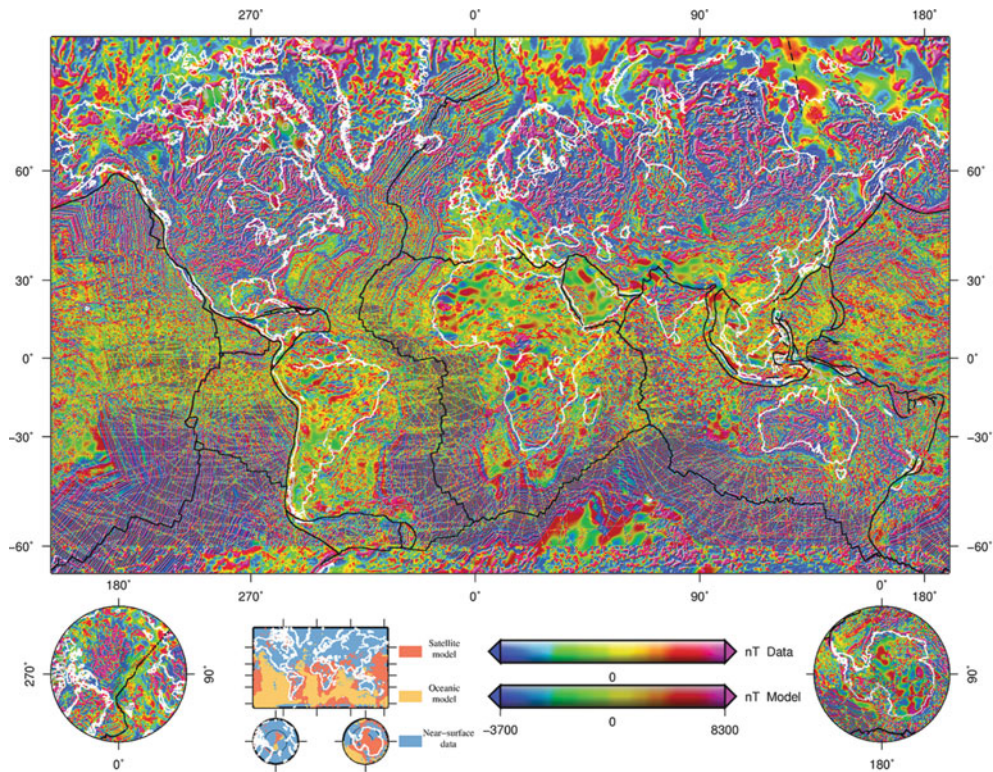 270° 0° 90° 180°
60° 60°
30° 30°
0° 0°
−30° −30°
−60° −60°
180° 270° 0° 90° 0° 180°
270° 90°
0°
Satellite
model
Oceanic
model
Near-surface
data
nT Data
0
nT Model
−3700 0 8300
270° 90°
180°